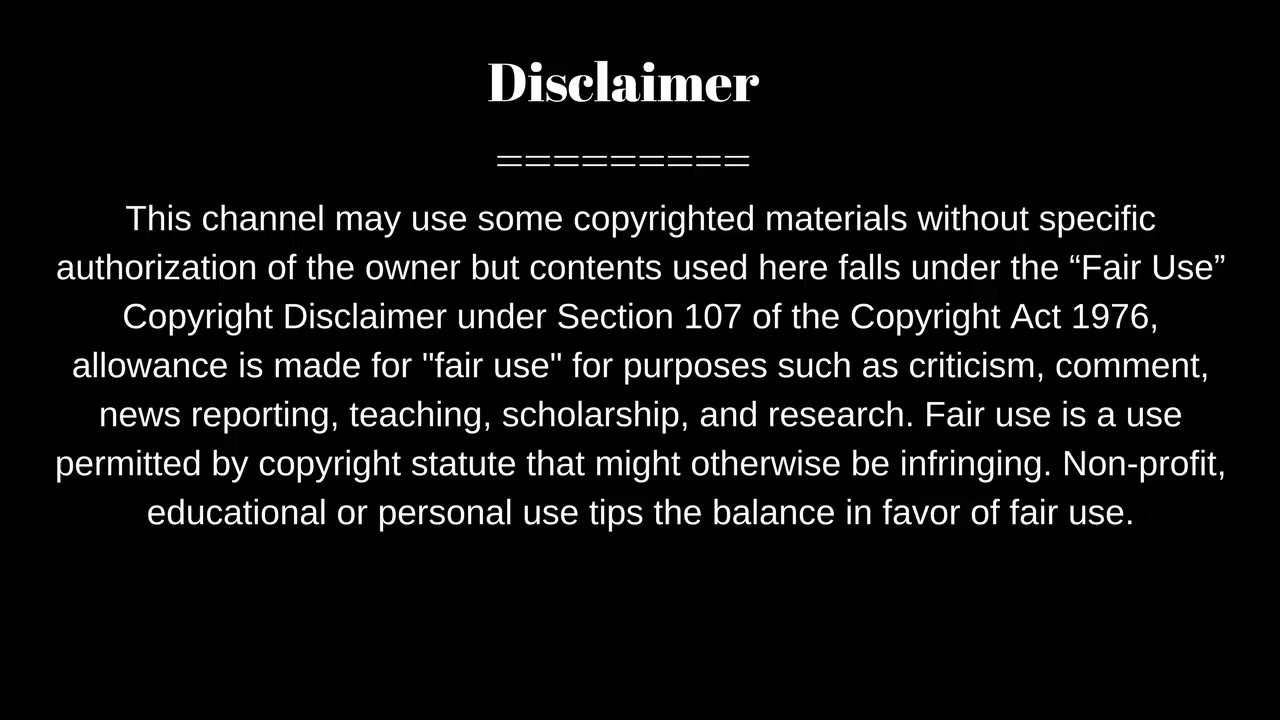 Disclaimer
=========
This channel may use some copyrighted materials without specific
authorization of the owner but contents used here falls under the “Fair Use”
Copyright Disclaimer under Section 107 of the Copyright Act 1976,
allowance is made for "fair use" for purposes such as criticism, comment,
news reporting, teaching, scholarship, and research. Fair use is a use
permitted by copyright statute that might otherwise be infringing. Non-profit,
educational or personal use tips the balance in favor of fair use.